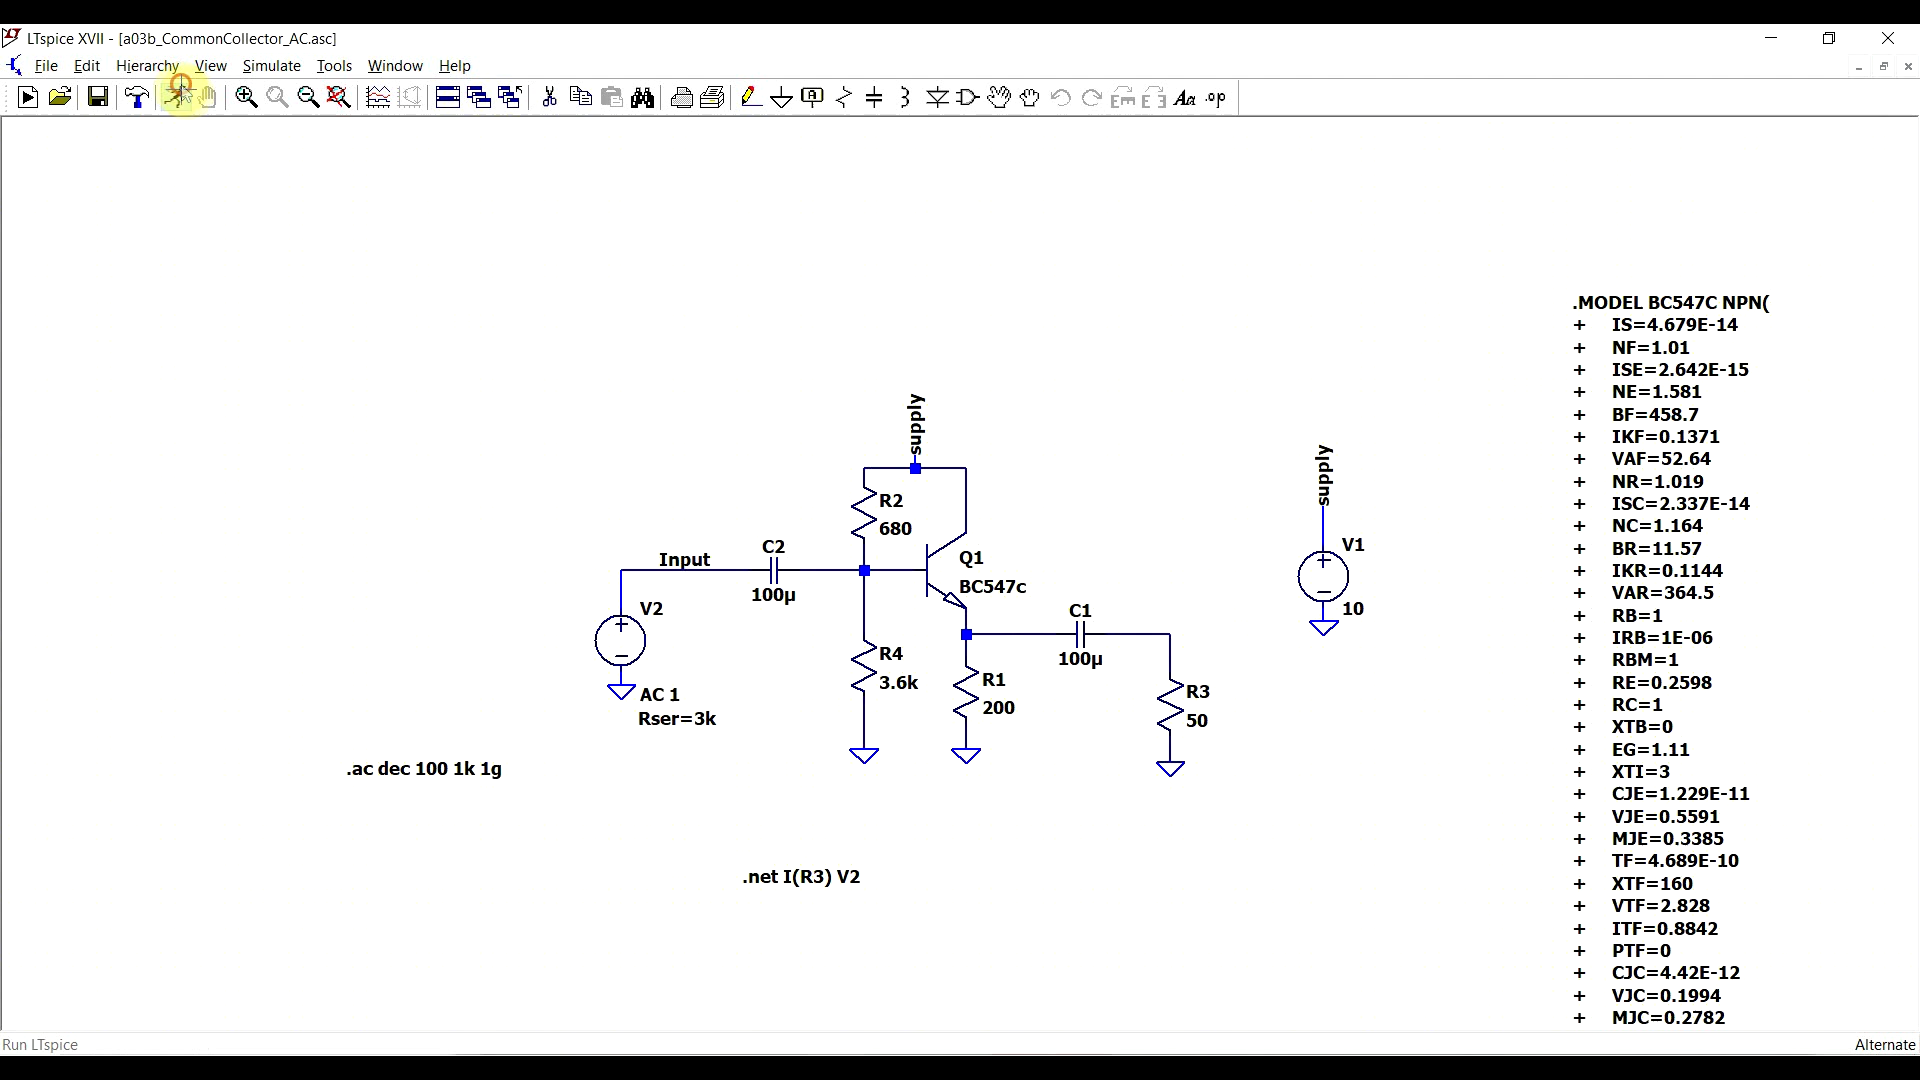 LTspice XVII - [a03b_CommonCollector_AC.asc]
File Edit Hierarchy View Simulate Tools Window Help
supply
R2
680
Input
C2
100µ
Q1
BC547c
V2
AC 1
Rser=3k
R4
3.6k
R1
200
C1
100µ
R3
50
supply
V1
10
.ac dec 100 1k 1g
.net I(R3) V2
.MODEL BC547C NPN(
+ IS=4.679E-14
+ NF=1.01
+ ISE=2.642E-15
+ NE=1.581
+ BF=458.7
+ IKF=0.1371
+ VAF=52.64
+ NR=1.019
+ ISC=2.337E-14
+ NC=1.164
+ BR=11.57
+ IKR=0.1144
+ VAR=364.5
+ RB=1
+ IRB=1E-06
+ RBM=1
+ RE=0.2598
+ RC=1
+ XTB=0
+ EG=1.11
+ XTI=3
+ CJE=1.229E-11
+ VJE=0.5591
+ MJE=0.3385
+ TF=4.689E-10
+ XTF=160
+ VTF=2.828
+ ITF=0.8842
+ PTF=0
+ CJC=4.42E-12
+ VJC=0.1994
+ MJC=0.2782
Run LTspice
Alternate